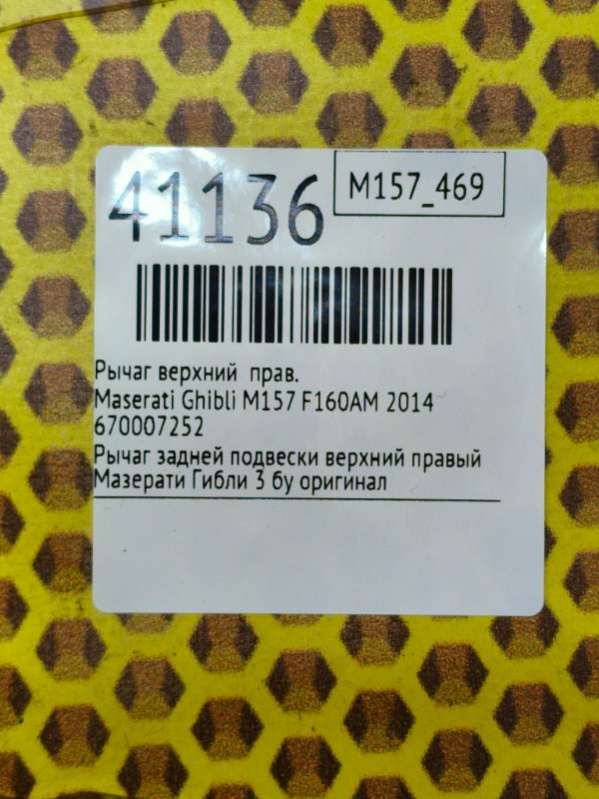 41136
M157_469
Рычаг верхний прав.
Maserati Ghibli M157 F160AM 2014
670007252
Рычаг задней подвески верхний правый
Мазерати Гибли 3 бу оригинал